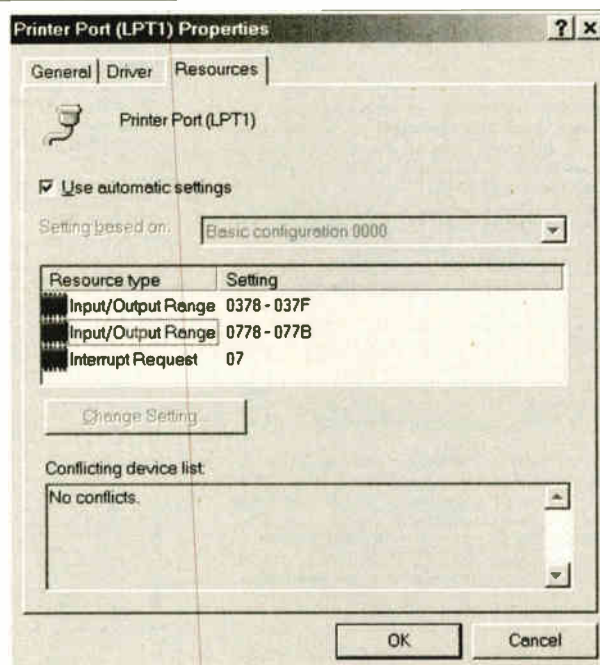 Printer Port (LPT1) Properties ? ×
General Driver Resources
Printer Port (LPT1)
Use automatic settings
Setting based on: Basic configuration 0000
Resource type Setting
Input/Output Range 0378 - 037F
Input/Output Range 0778 - 077B
Interrupt Request 07
Change Setting...
Conflicting device list:
No conflicts.
OK Cancel